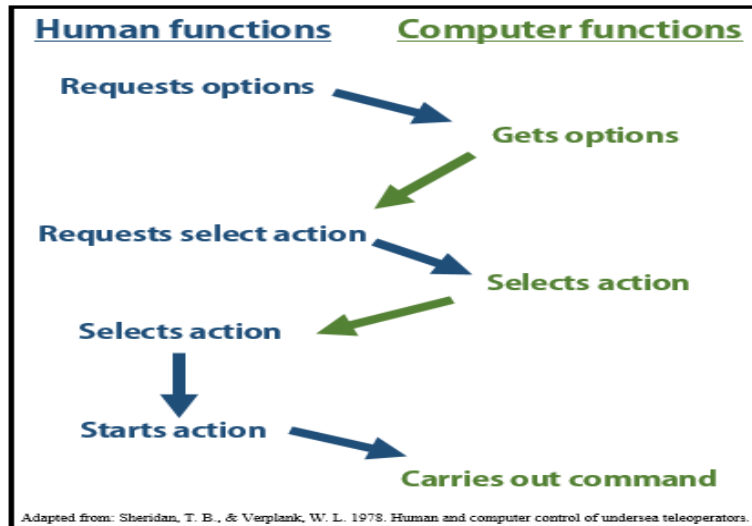 Human functions
Computer functions
Requests options
Gets options
Requests select action
Selects action
Selects action
Starts action
Carries out command
Adapted from: Sheridan, T. B., & Verplank, W. L. 1978. Human and computer control of undersea teleoperators.